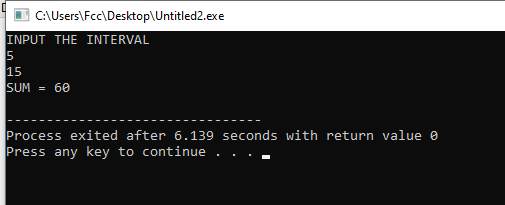 C:\Users\Fcc\Desktop\Untitled2.exe
INPUT THE INTERVAL
5
15
SUM = 60
--------------------------------
Process exited after 6.139 seconds with return value 0
Press any key to continue . . .